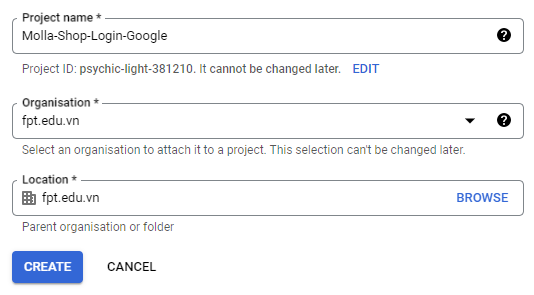 Project name *
Molla-Shop-Login-Google
Project ID: psychic-light-381210. It cannot be changed later. EDIT
Organisation *
fpt.edu.vn
Select an organisation to attach it to a project. This selection can't be changed later.
Location *
fpt.edu.vn BROWSE
Parent organisation or folder
CREATE CANCEL